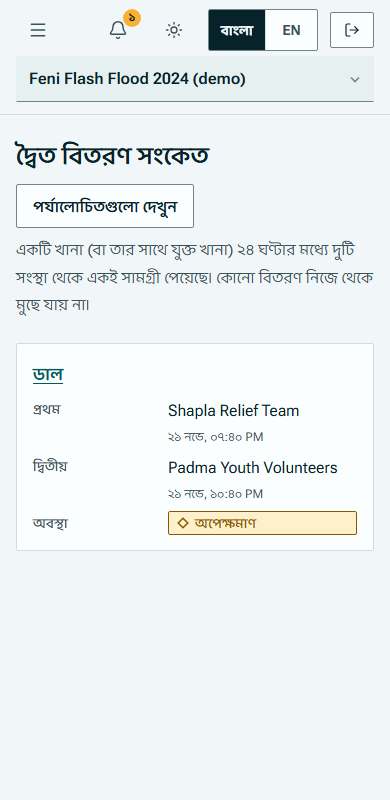 ১
বাংলা
EN
Feni Flash Flood 2024 (demo)
দ্বৈত বিতরণ সংকেত
পর্যালোচিতগুলো দেখুন
একটি খানা (বা তার সাথে যুক্ত খানা) ২৪ ঘণ্টার মধ্যে দুটি
সংস্থা থেকে একই সামগ্রী পেয়েছে। কোনো বিতরণ নিজে থেকে
মুছে যায় না।
ডাল
প্রথম
Shapla Relief Team
২১ নভে, ০৭:৪০ PM
দ্বিতীয়
Padma Youth Volunteers
২১ নভে, ১০:৪০ PM
অবস্থা
অপেক্ষমাণ